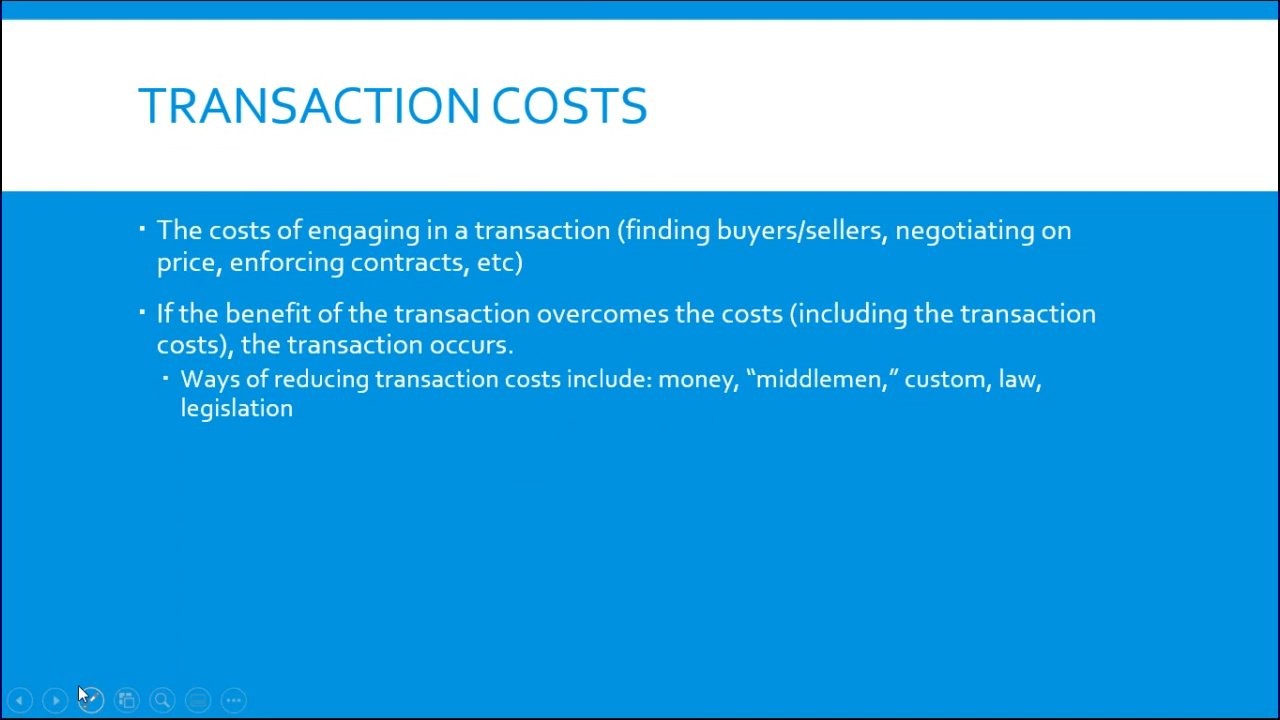 TRANSACTION COSTS
▪ The costs of engaging in a transaction (finding buyers/sellers, negotiating on
price, enforcing contracts, etc)
▪ If the benefit of the transaction overcomes the costs (including the transaction
costs), the transaction occurs.
▪ Ways of reducing transaction costs include: money, “middlemen,” custom, law,
legislation